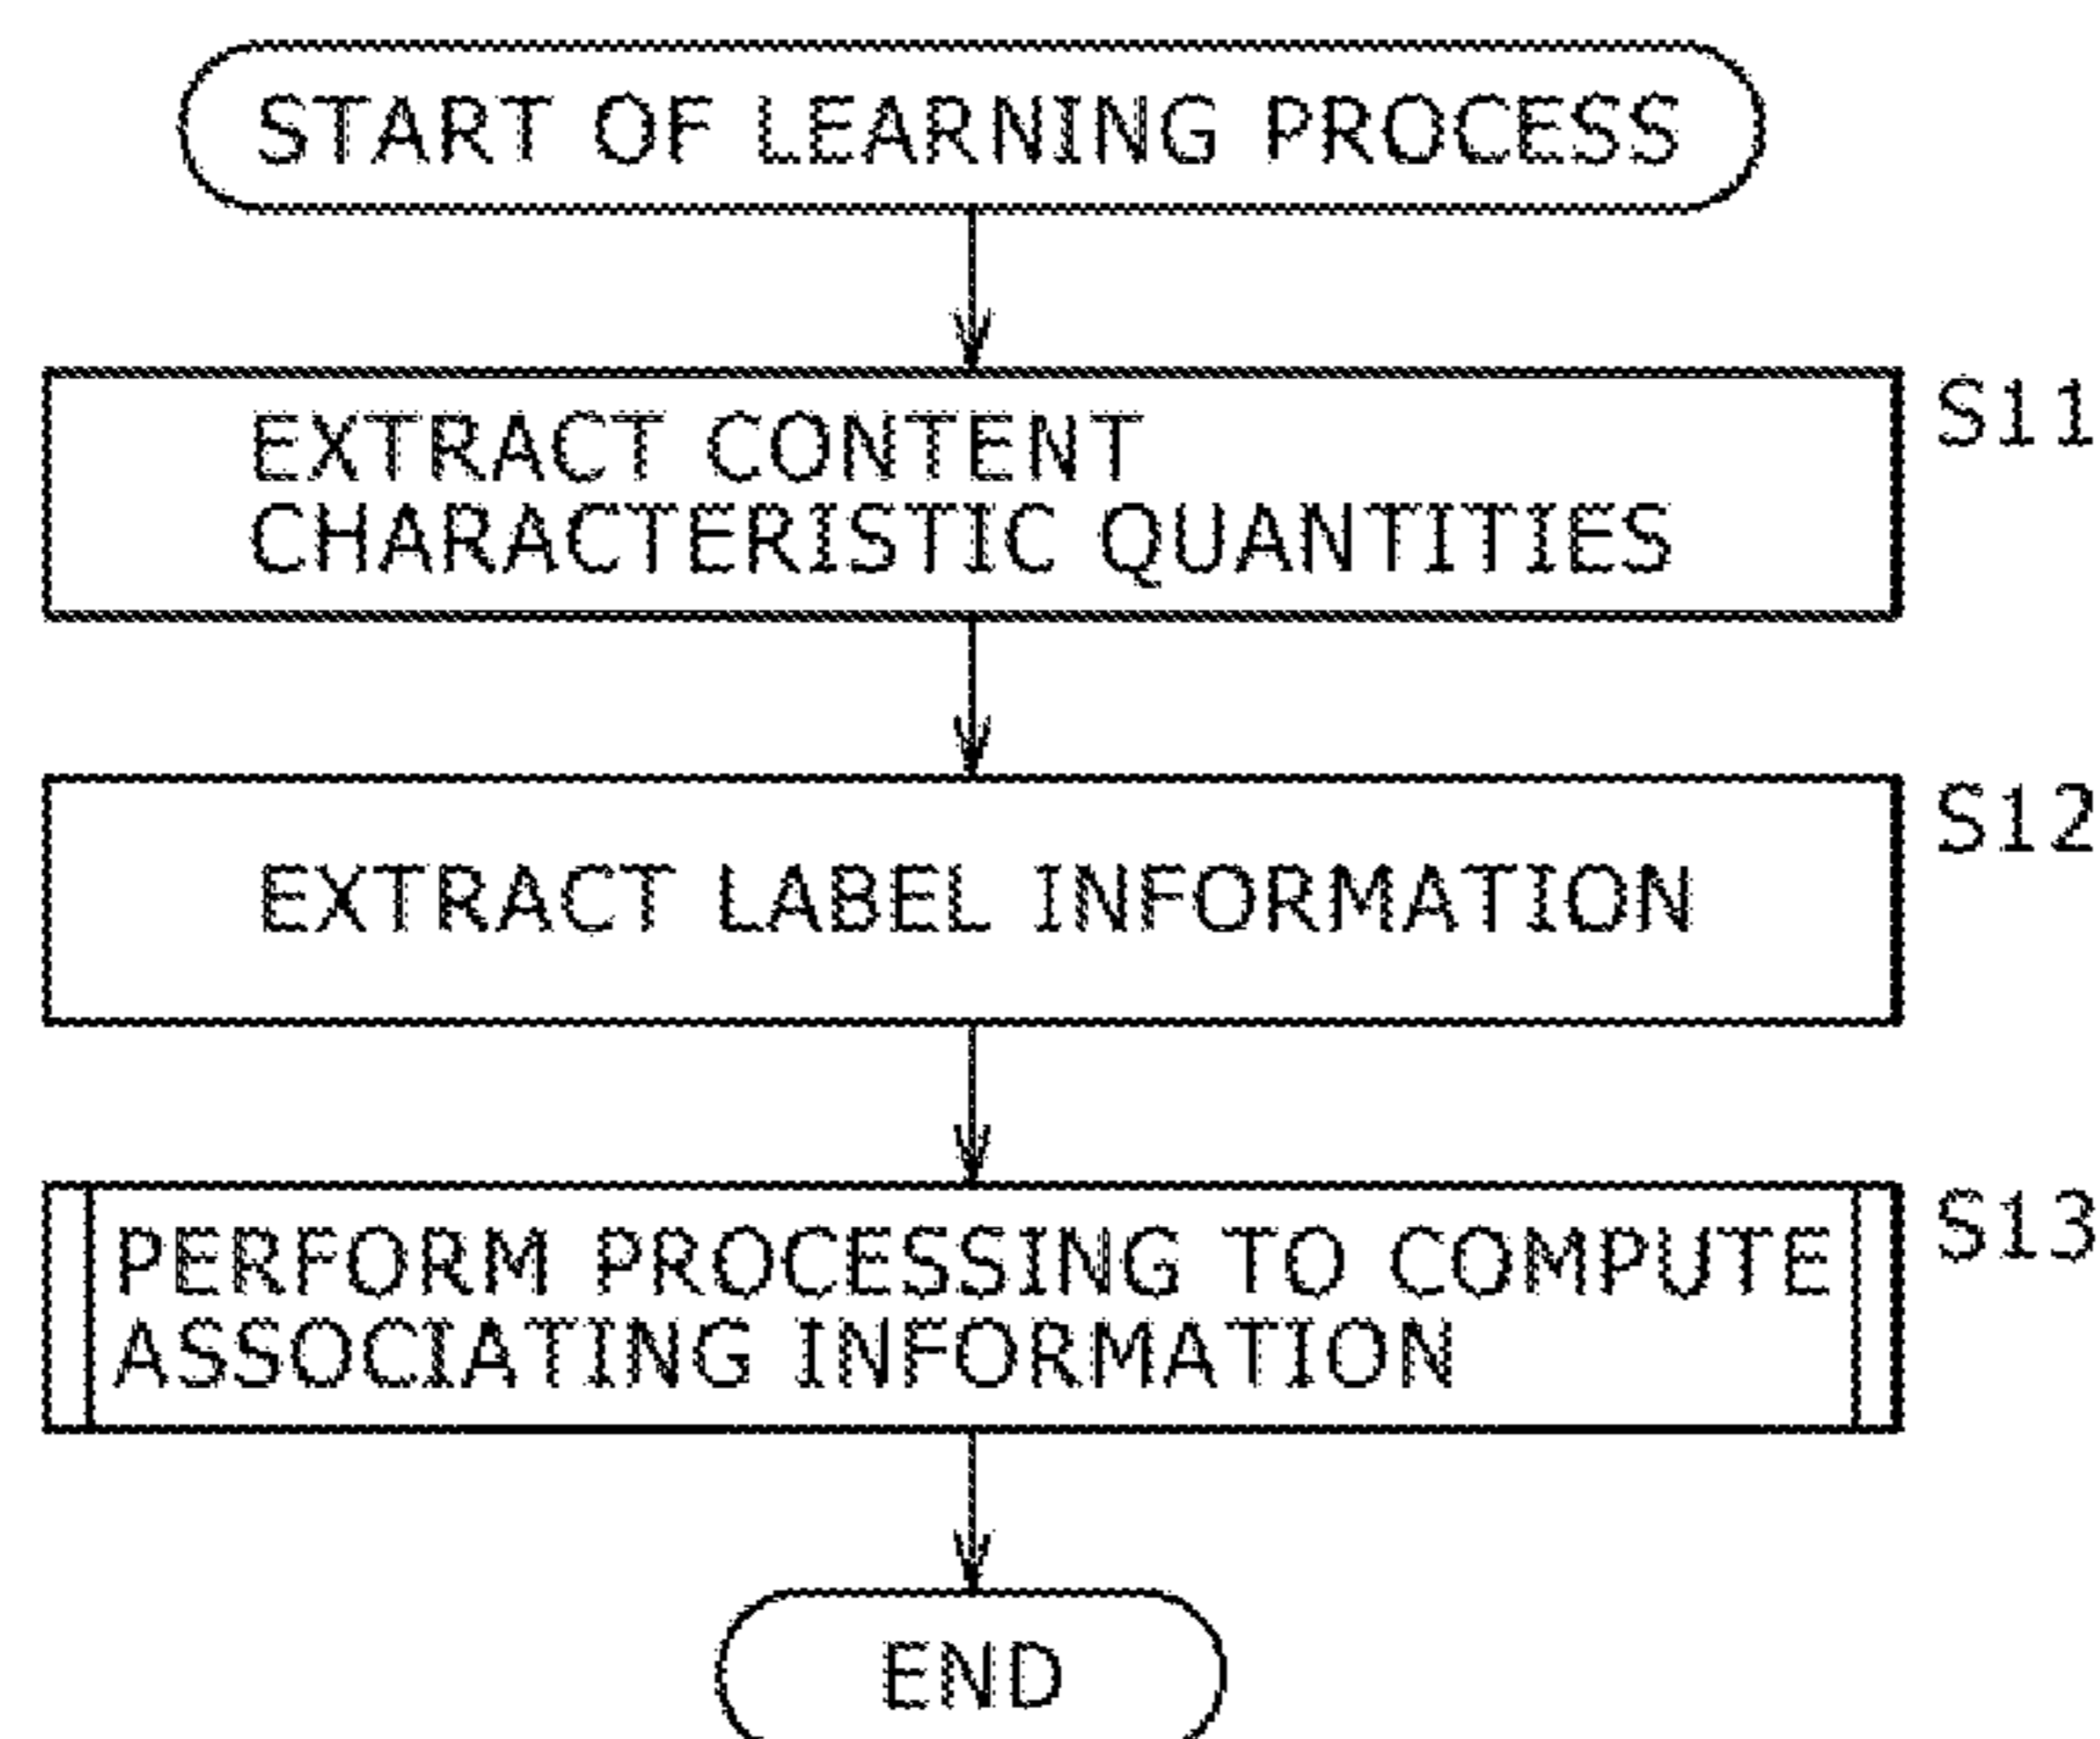 START OF LEARNING PROCESS
EXTRACT CONTENT
CHARACTERISTIC QUANTITIES
S11
EXTRACT LABEL INFORMATION
S12
PERFORM PROCESSING TO COMPUTE
ASSOCIATING INFORMATION
S13
END